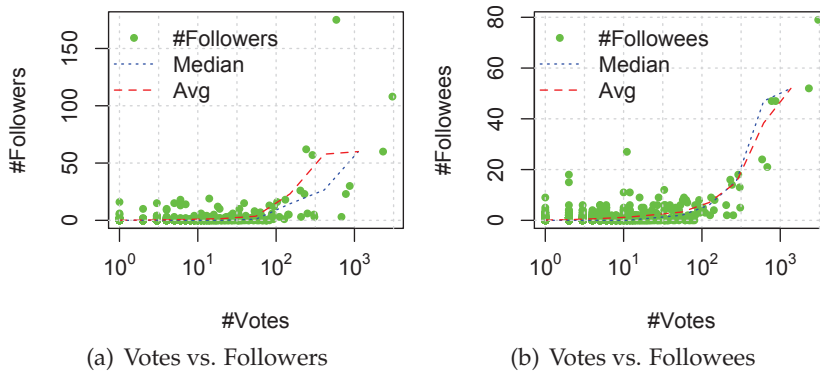 #Followers
Median
Avg
150
100
50
0
#Followers
10^0
10^1
10^2
10^3
#Votes
(a) Votes vs. Followers
#Followees
Median
Avg
80
60
40
20
0
#Followees
10^0
10^1
10^2
10^3
#Votes
(b) Votes vs. Followees